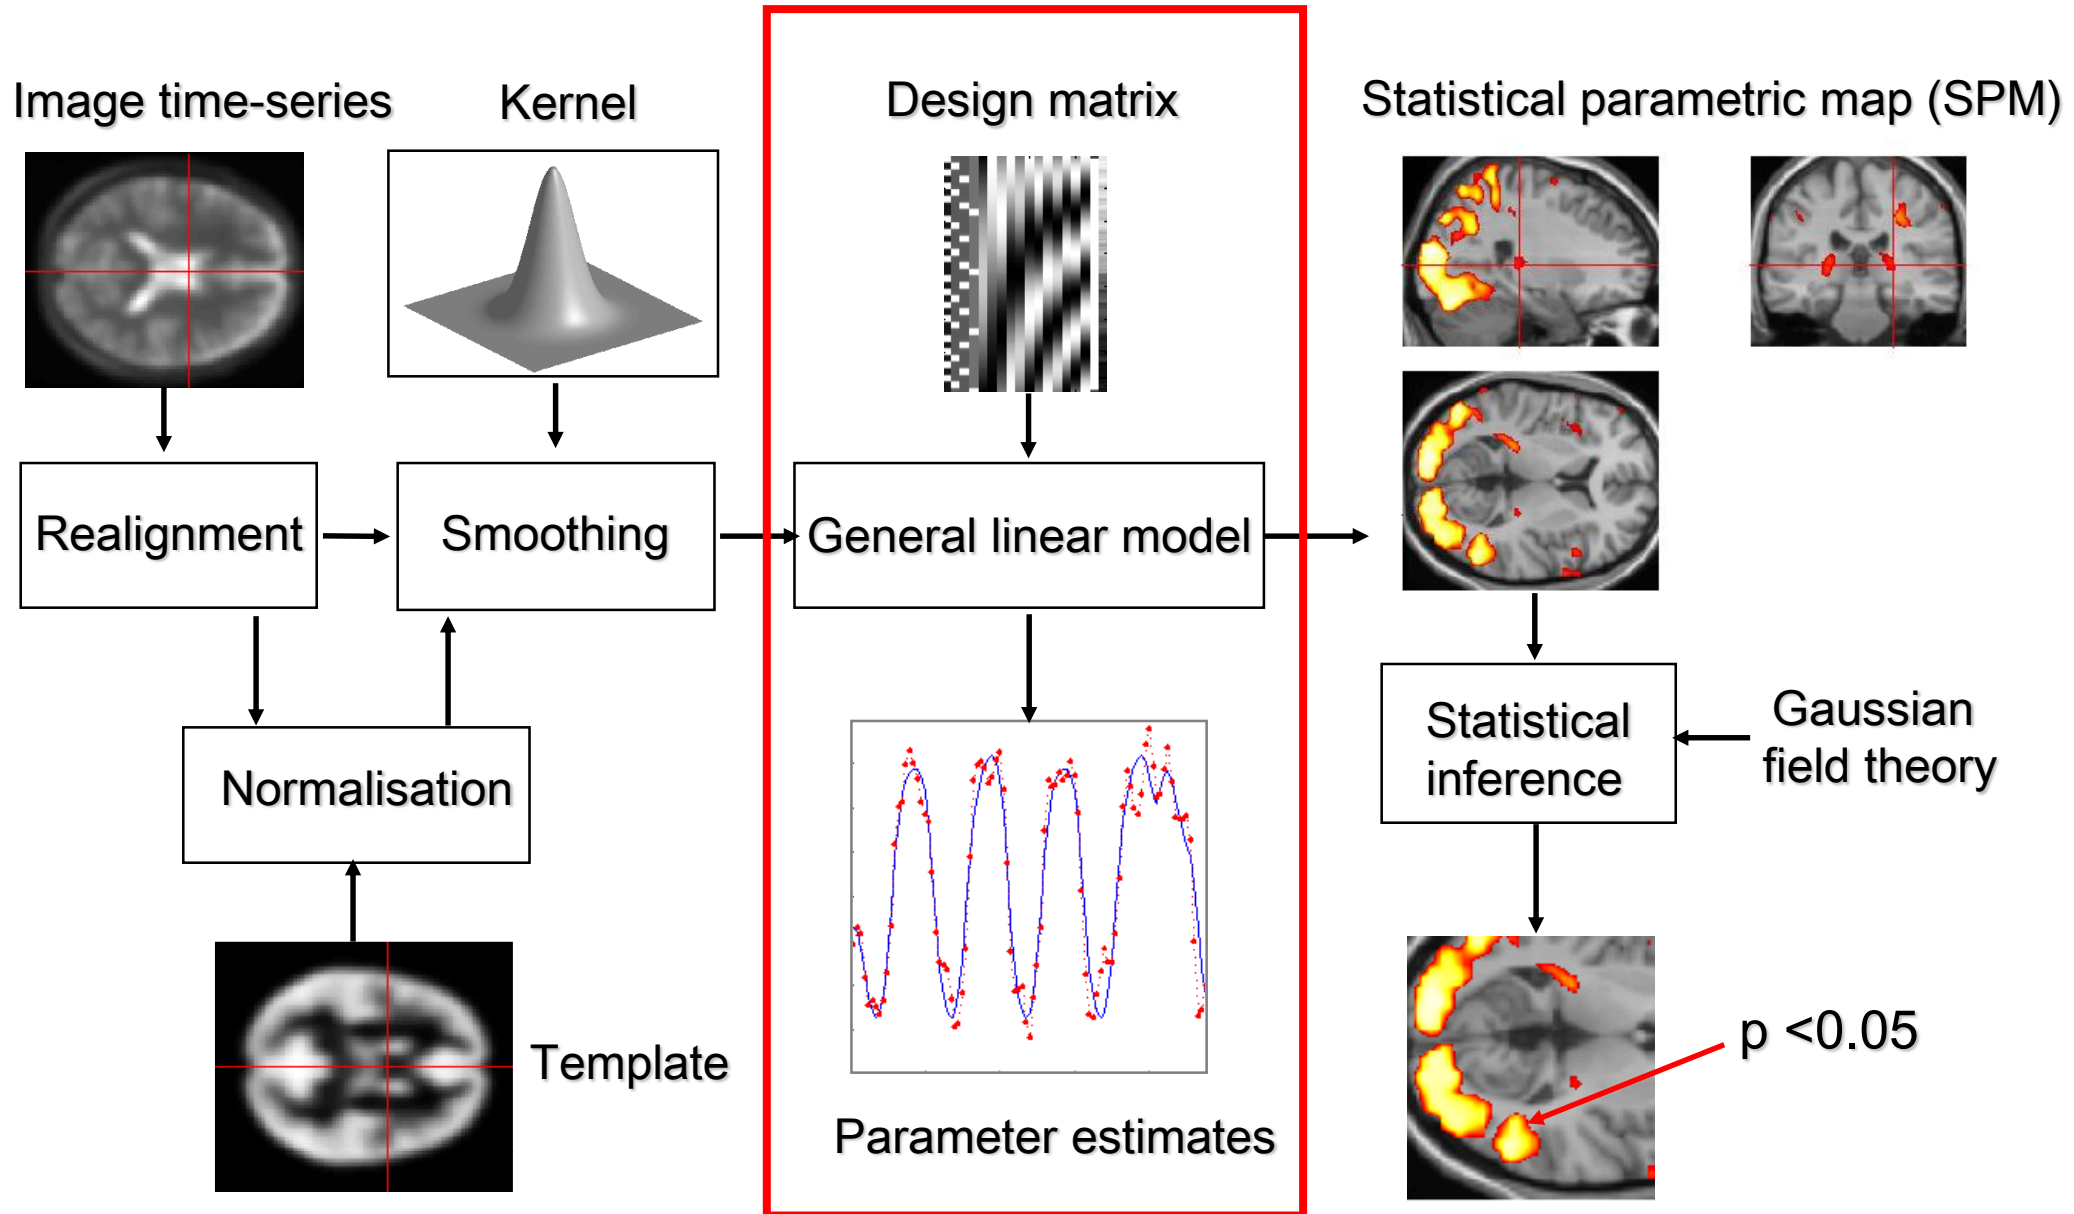 Image time-series
Kernel
Design matrix
Statistical parametric map (SPM)
Realignment
Smoothing
General linear model
Normalisation
Statistical
inference
Gaussian
field theory
Template
Parameter estimates
p <0.05